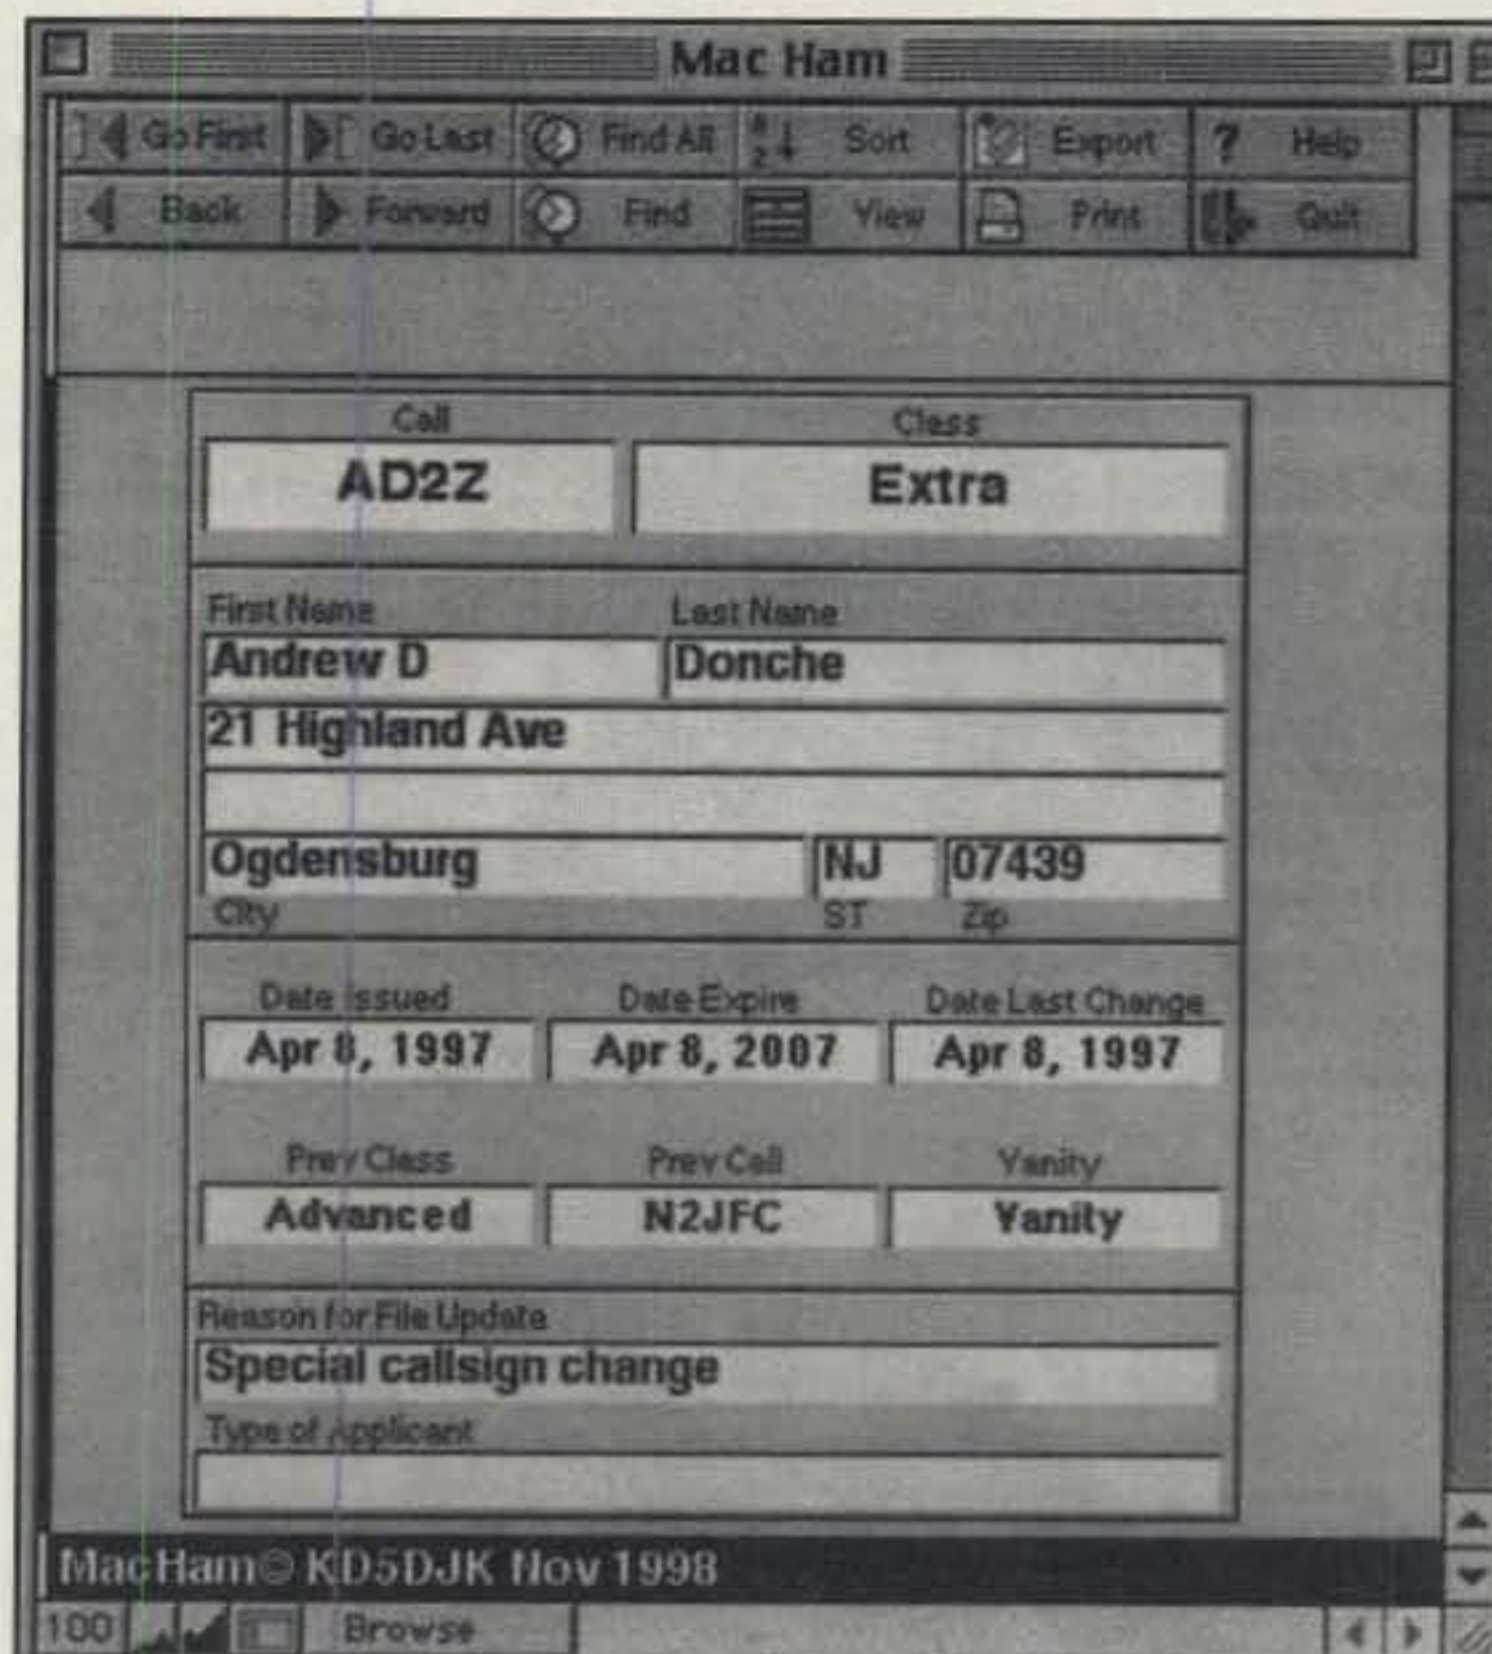 Mac Ham
Go First Go Last Find All Sort Export ? Help
Back Forward Find View Print Quit
Call Class
AD2Z Extra
First Name Last Name
Andrew D Donche
21 Highland Ave
Ogdensburg NJ 07439
City ST Zip
Date Issued Date Expire Date Last Change
Apr 8, 1997 Apr 8, 2007 Apr 8, 1997
Prev Class Prev Call Vanity
Advanced N2JFC Vanity
Reason for File Update
Special callsign change
Type of Applicant
MacHam© KD5DJK Nov 1998
100 Browse